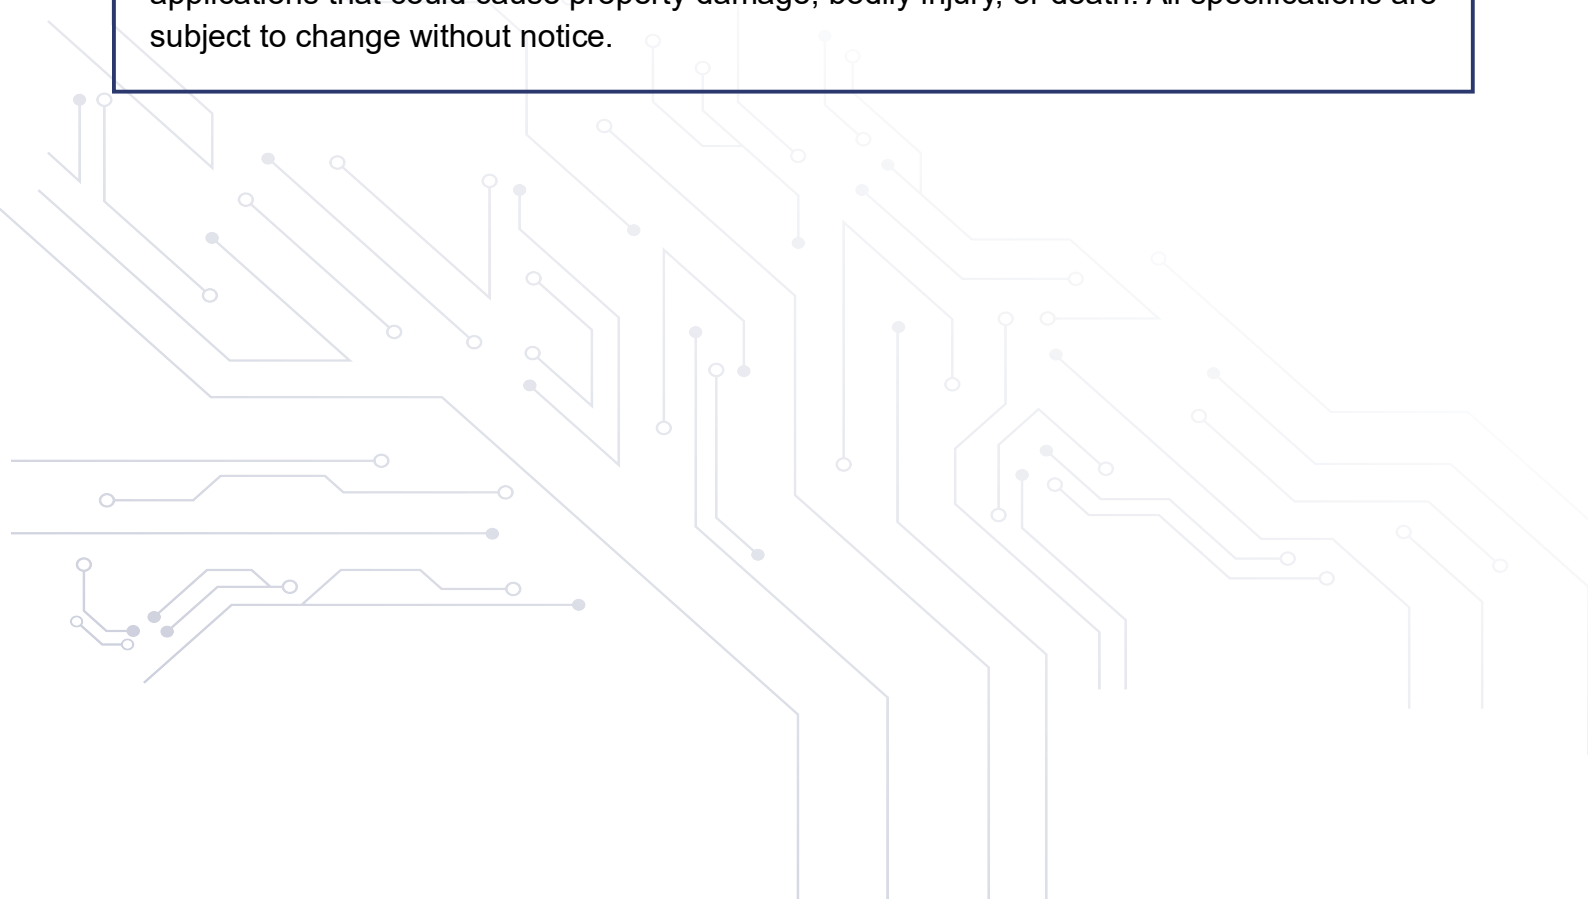 applications that could cause property damage, bodily injury, or death. All specifications are
subject to change without notice.